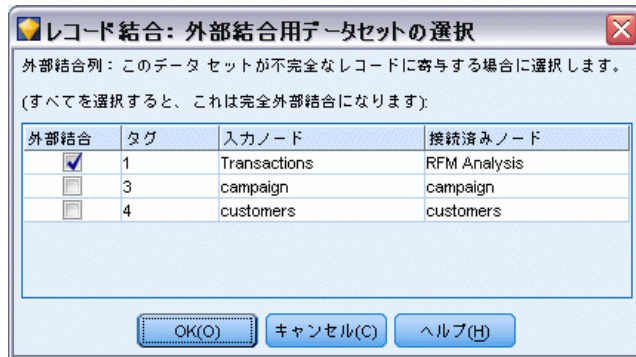 レコード結合: 外部結合用データセットの選択
外部結合列: このデータ セットが不完全なレコードに寄与する場合に選択します。
(すべてを選択すると、これは完全外部結合になります):
外部結合 タグ 入力ノード 接続済みノード
1 Transactions RFM Analysis
3 campaign campaign
4 customers customers
OK(O) キャンセル(C) ヘルプ(H)